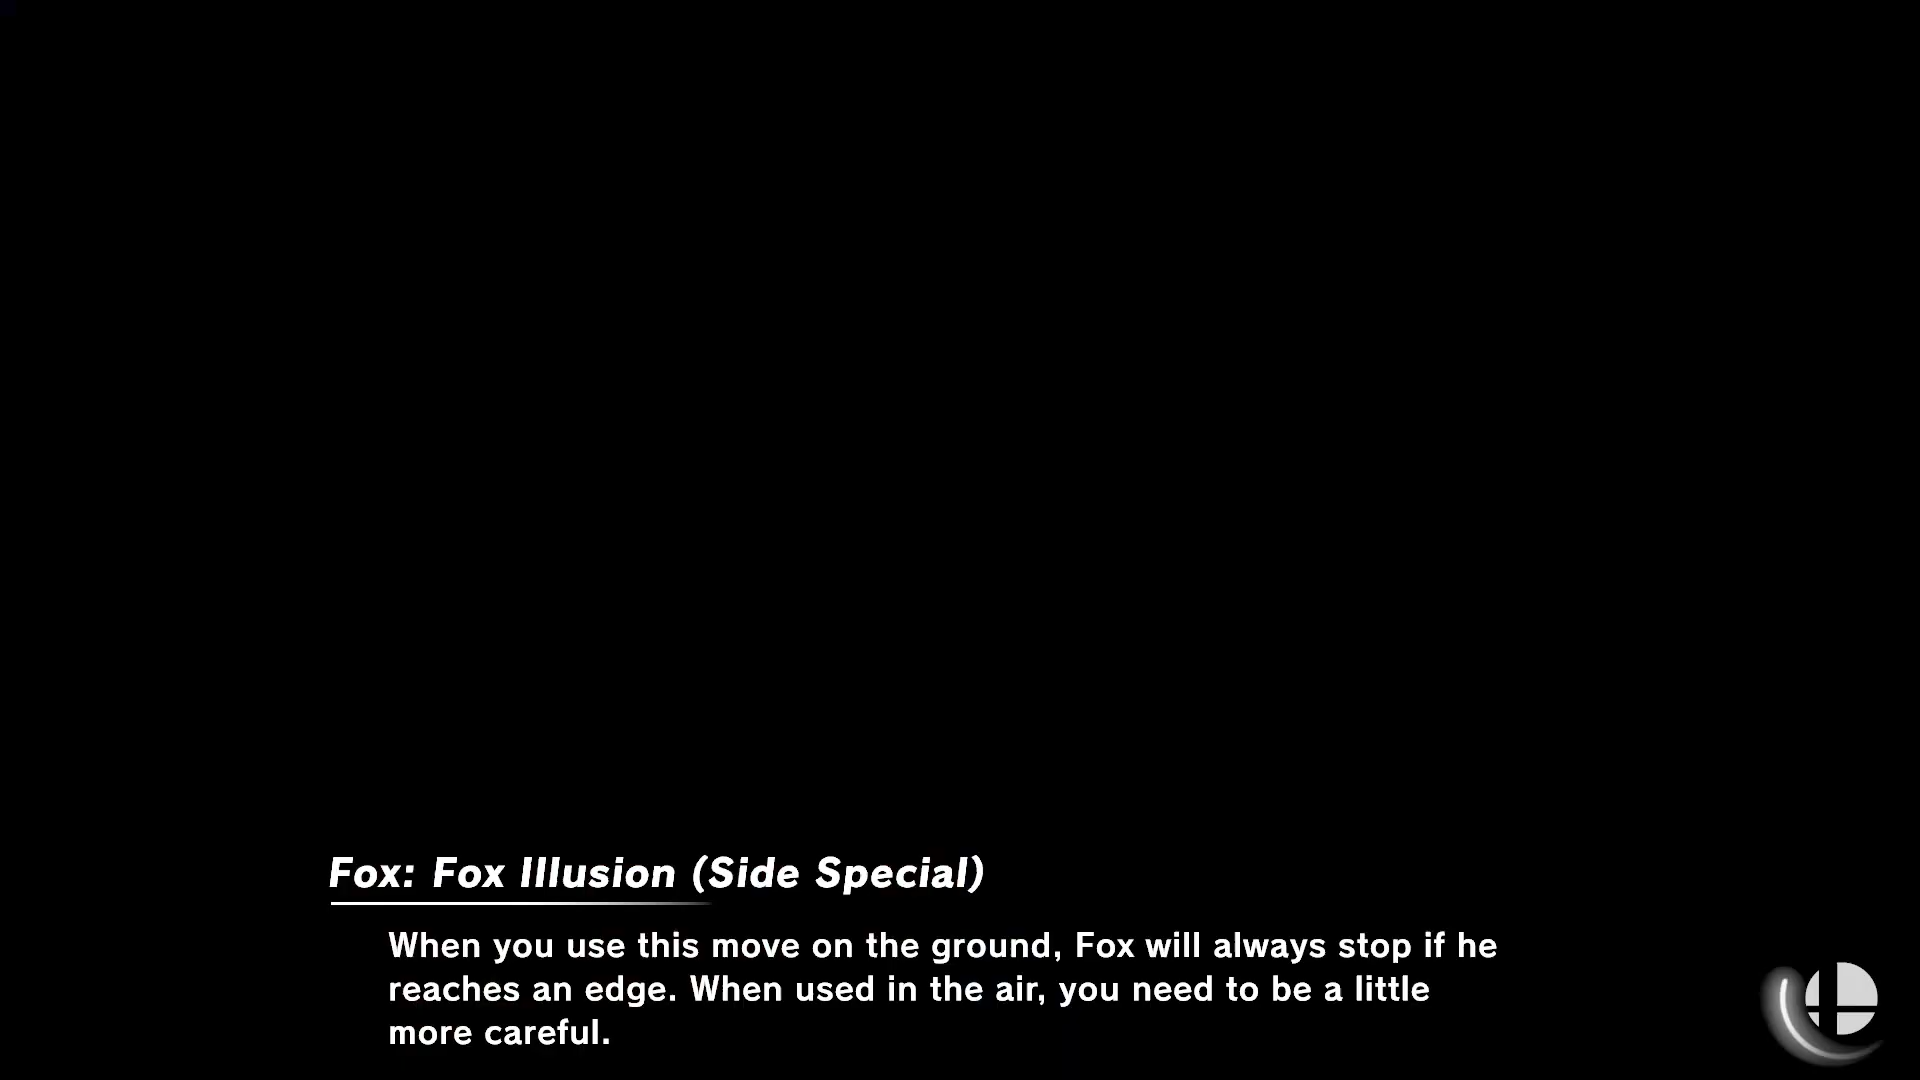 Fox: Fox Illusion (Side Special)
When you use this move on the ground, Fox will always stop if he
reaches an edge. When used in the air, you need to be a little
more careful.